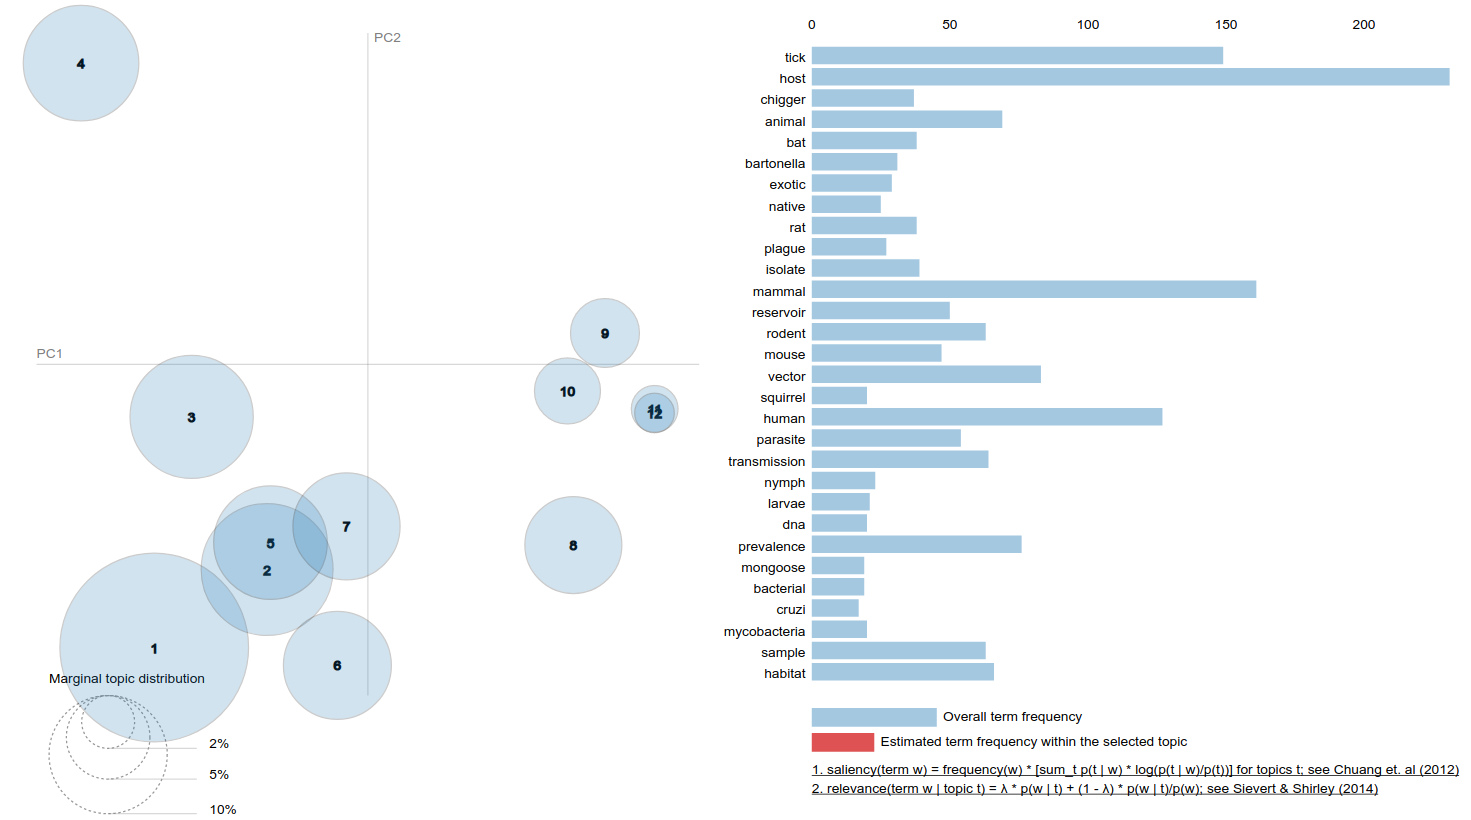 PC2
4
PC1
9
10
11
12
3
7
5
2
8
1
6
Marginal topic distribution
2%
5%
10%
0 50 100 150 200
tick
host
chigger
animal
bat
bartonella
exotic
native
rat
plague
isolate
mammal
reservoir
rodent
mouse
vector
squirrel
human
parasite
transmission
nymph
larvae
dna
prevalence
mongoose
bacterial
cruzi
mycobacteria
sample
habitat
Overall term frequency
Estimated term frequency within the selected topic
1. saliency(term w) = frequency(w) * [sum_t p(t | w) * log(p(t | w)/p(t))] for topics t; see Chuang et. al (2012)
2. relevance(term w | topic t) = λ * p(w | t) + (1 - λ) * p(w | t)/p(w); see Sievert & Shirley (2014)